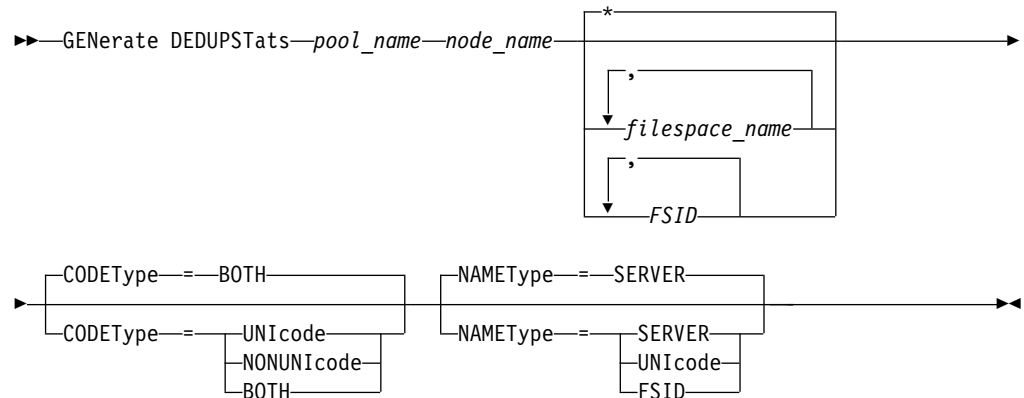 *
GENerate DEDUPSTats pool_name node_name
,
filespace_name
,
FSID
CODEType = BOTH NAMEType = SERVER
CODEType = UNIcode NAMEType = SERVER
NONUNIcode UNIcode
BOTH FSID